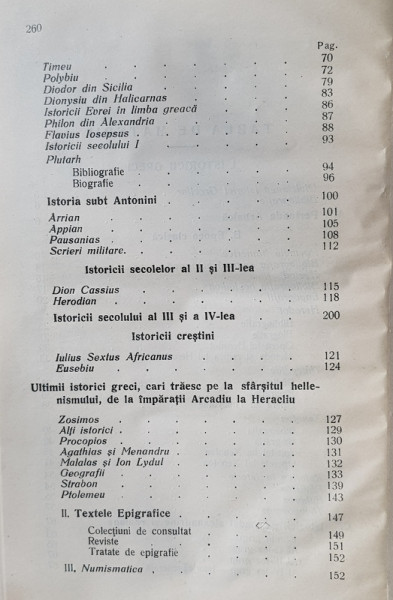 260
Pag.
Timeu . . . . . . . 70
Polybiu . . . . . . . 72
Diodor din Sicilia . . . . 79
Dionysiu din Halicarnas . . . . 83
Istoricii Evrei în limba greacă . . . 86
Philon din Alexandria . . . . . 87
Flavius Iosepsus . . . . . . 88
Istoricii secolului I . . . . . 93
Plutarh
Bibliografie . . . . . 94
Biografie . . . . . . 96
Istoria subt Antonini . . . . . 100
Arrian . . . . . . . 101
Appian . . . . . . . 105
Pausanias . . . . . . . 108
Scrieri militare. . . . . . . 112
Istoricii secolelor al II și III-lea
Dion Cassius . . . . . . 115
Herodian . . . . . . . 118
Istoricii secolului al III și a IV-lea . . 200
Istoricii creștini
Iulius Sextus Africanus . . . . 121
Eusebiu . . . . . . . 124
Ultimii istorici greci, cari trăesc pe la sfârșitul helle-
nismului, de la împărații Arcadiu la Heracliu
Zosimos . . . . . . . 127
Alți istorici . . . . . . . 129
Procopios . . . . . . . 130
Agathias și Menandru . . . . . 131
Malalas și Ion Lydul . . . . . 132
Geografii . . . . . . . 133
Strabon . . . . . . . 139
Ptolemeu . . . . . . . 143
II. Textele Epigrafice . . . . . 147
Colecțiuni de consultat . . . . 149
Reviste . . . . . . 151
Tratate de epigrafie . . . . 152
III. Numismatica . . . . . . 152